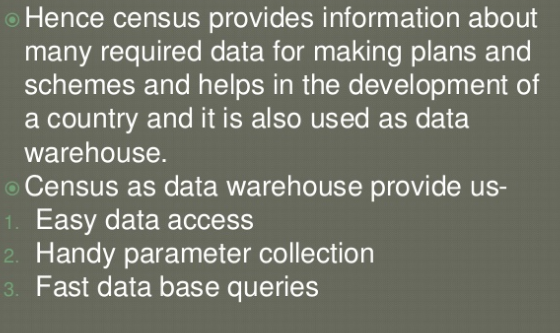 Hence census provides information about
many required data for making plans and
schemes and helps in the development of
a country and it is also used as data
warehouse.
Census as data warehouse provide us-
1. Easy data access
2. Handy parameter collection
3. Fast data base queries